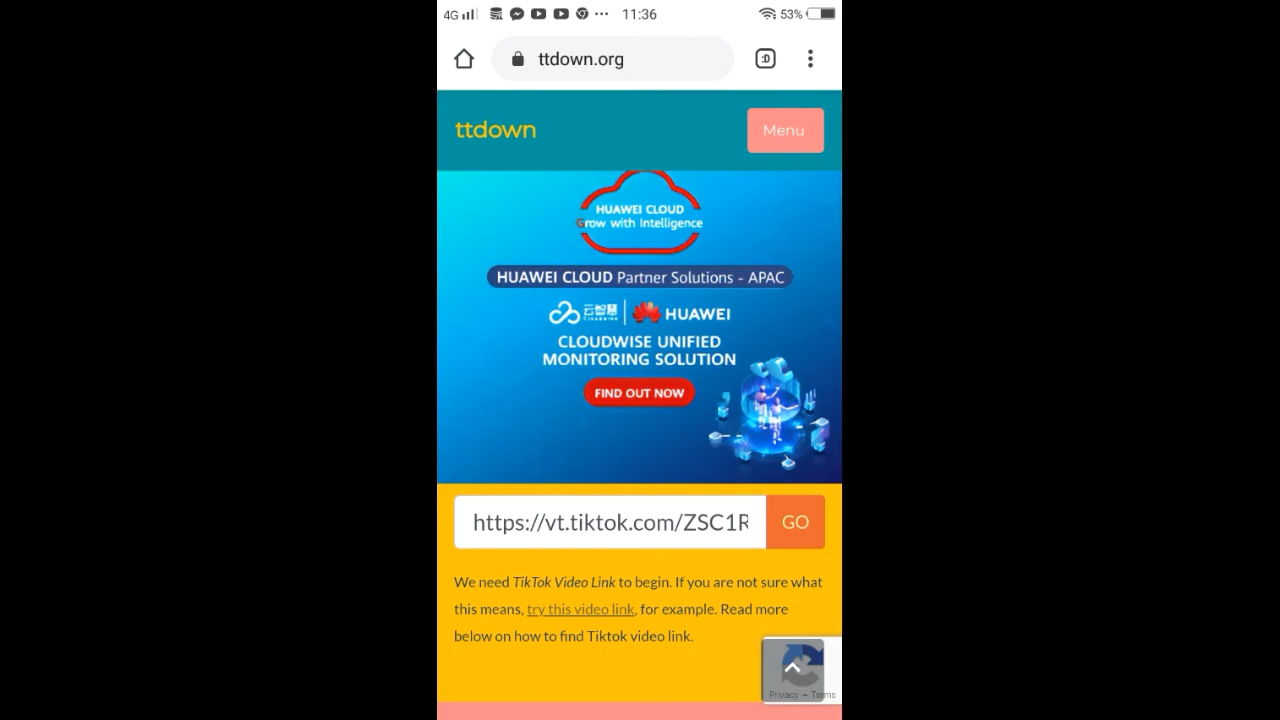 4G 11:36 53%
ttdown.org :D
ttdown Menu
HUAWEI CLOUD
Grow with Intelligence
HUAWEI CLOUD Partner Solutions - APAC
云智慧 HUAWEI
CLOUDWISE UNIFIED
MONITORING SOLUTION
FIND OUT NOW
https://vt.tiktok.com/ZSC1R GO
We need TikTok Video Link to begin. If you are not sure what
this means, try this video link, for example. Read more
below on how to find Tiktok video link.
Privacy - Terms